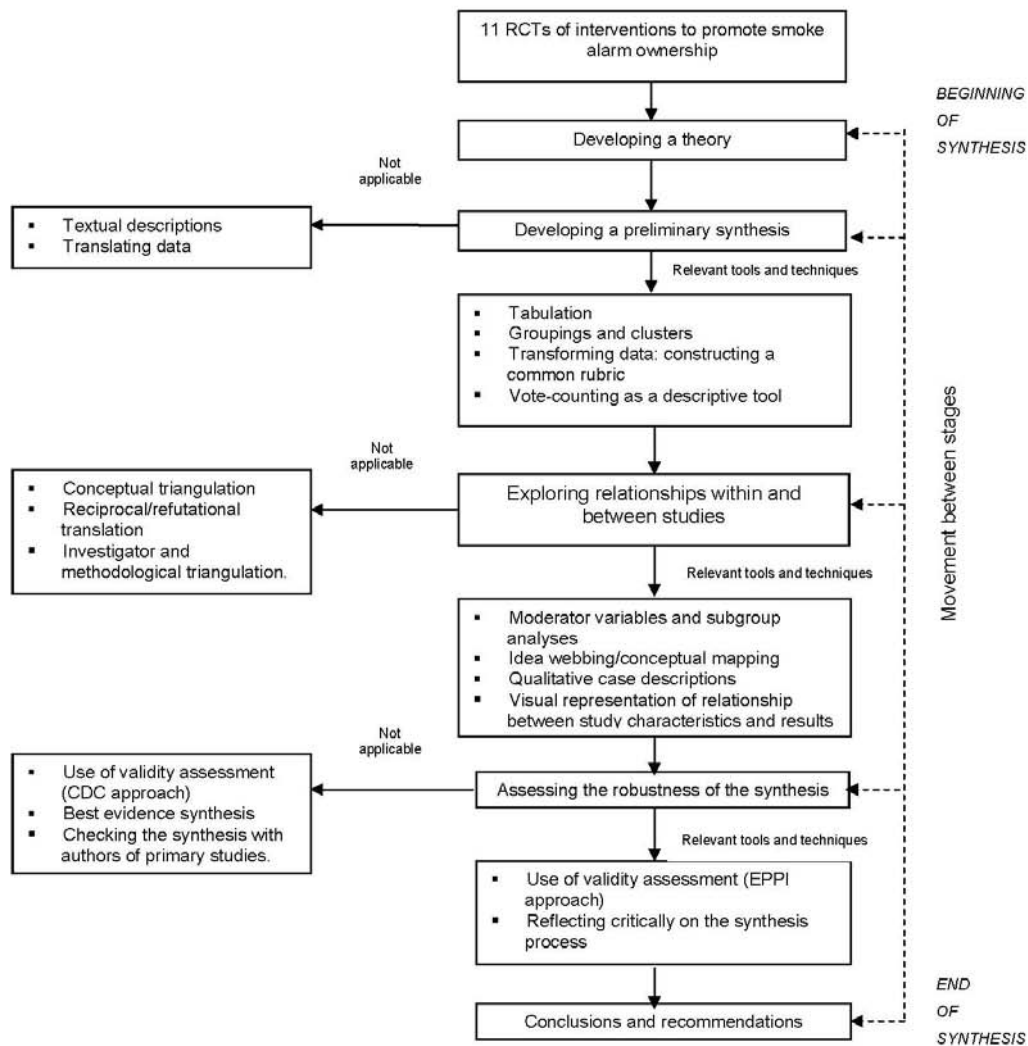 11 RCTs of interventions to promote smoke
alarm ownership
BEGINNING
OF
SYNTHESIS
Developing a theory
Not
applicable
▪ Textual descriptions
▪ Translating data
Developing a preliminary synthesis
Relevant tools and techniques
▪ Tabulation
▪ Groupings and clusters
▪ Transforming data: constructing a
common rubric
▪ Vote-counting as a descriptive tool
Not
applicable
▪ Conceptual triangulation
▪ Reciprocal/refutational
translation
▪ Investigator and
methodological triangulation.
Exploring relationships within and
between studies
Movement between stages
Relevant tools and techniques
▪ Moderator variables and subgroup
analyses
▪ Idea webbing/conceptual mapping
▪ Qualitative case descriptions
▪ Visual representation of relationship
between study characteristics and results
Not
applicable
▪ Use of validity assessment
(CDC approach)
▪ Best evidence synthesis
▪ Checking the synthesis with
authors of primary studies.
Assessing the robustness of the synthesis
Relevant tools and techniques
▪ Use of validity assessment (EPPI
approach)
▪ Reflecting critically on the synthesis
process
Conclusions and recommendations
END
OF
SYNTHESIS